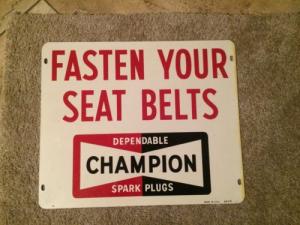 FASTEN YOUR
SEAT BELTS
DEPENDABLE
CHAMPION
SPARK PLUGS